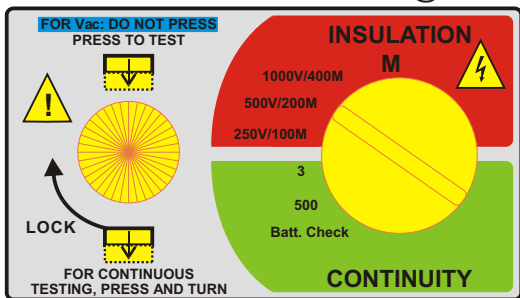 FOR Vac: DO NOT PRESS
PRESS TO TEST
!
LOCK
FOR CONTINUOUS
TESTING, PRESS AND TURN
INSULATION
M
1000V/400M
500V/200M
250V/100M
3
500
Batt. Check
CONTINUITY